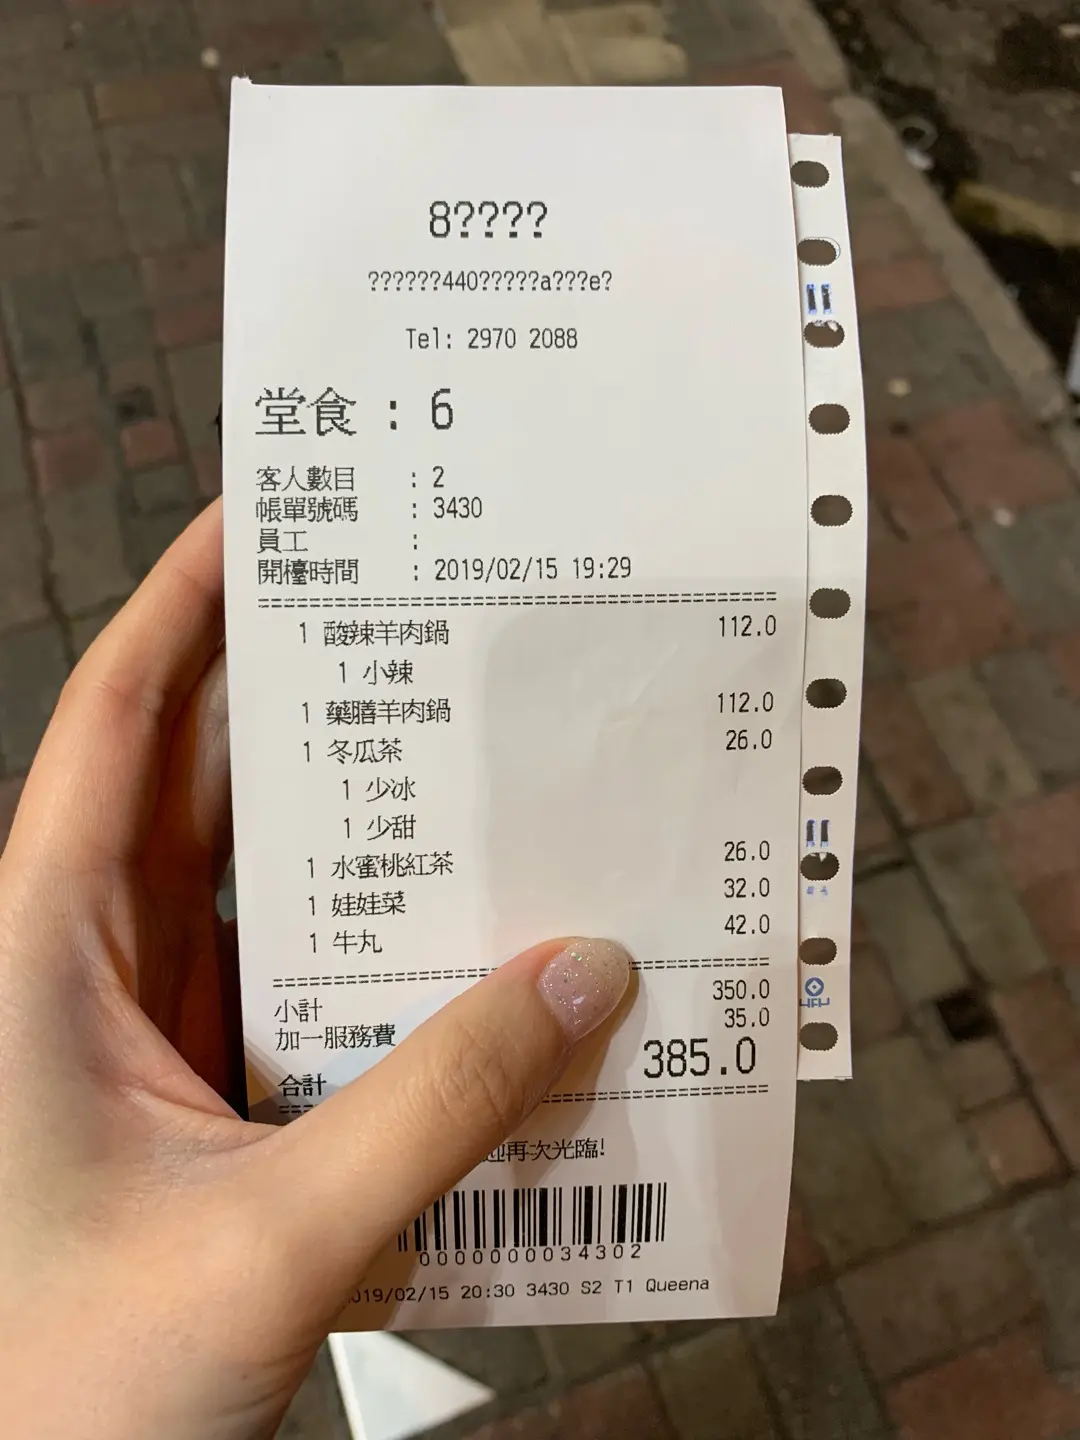 8????
??????440?????a???e?
Tel: 2970 2088
堂食 : 6
客人數目 : 2
帳單號碼 : 3430
員工 :
開檯時間 : 2019/02/15 19:29
1 酸辣羊肉鍋 112.0
1 小辣
1 藥膳羊肉鍋 112.0
1 冬瓜茶 26.0
1 少冰
1 少甜
1 水蜜桃紅茶 26.0
1 娃娃菜 32.0
1 牛丸 42.0
小計 350.0
加一服務費 35.0
合計 385.0
迎再次光臨!
0000000034302
019/02/15 20:30 3430 S2 T1 Queena